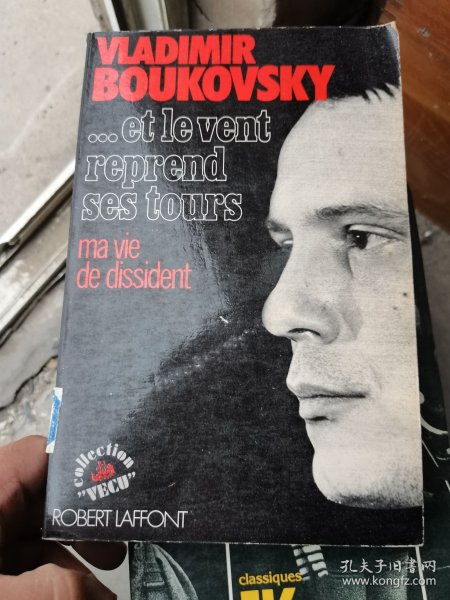 VLADIMIR
BOUKOVSKY
...et le vent
reprend
ses tours
ma vie
de dissident
collection
"VECU"
ROBERT LAFFONT
classiques
孔夫子旧书网
www.kongfz.com